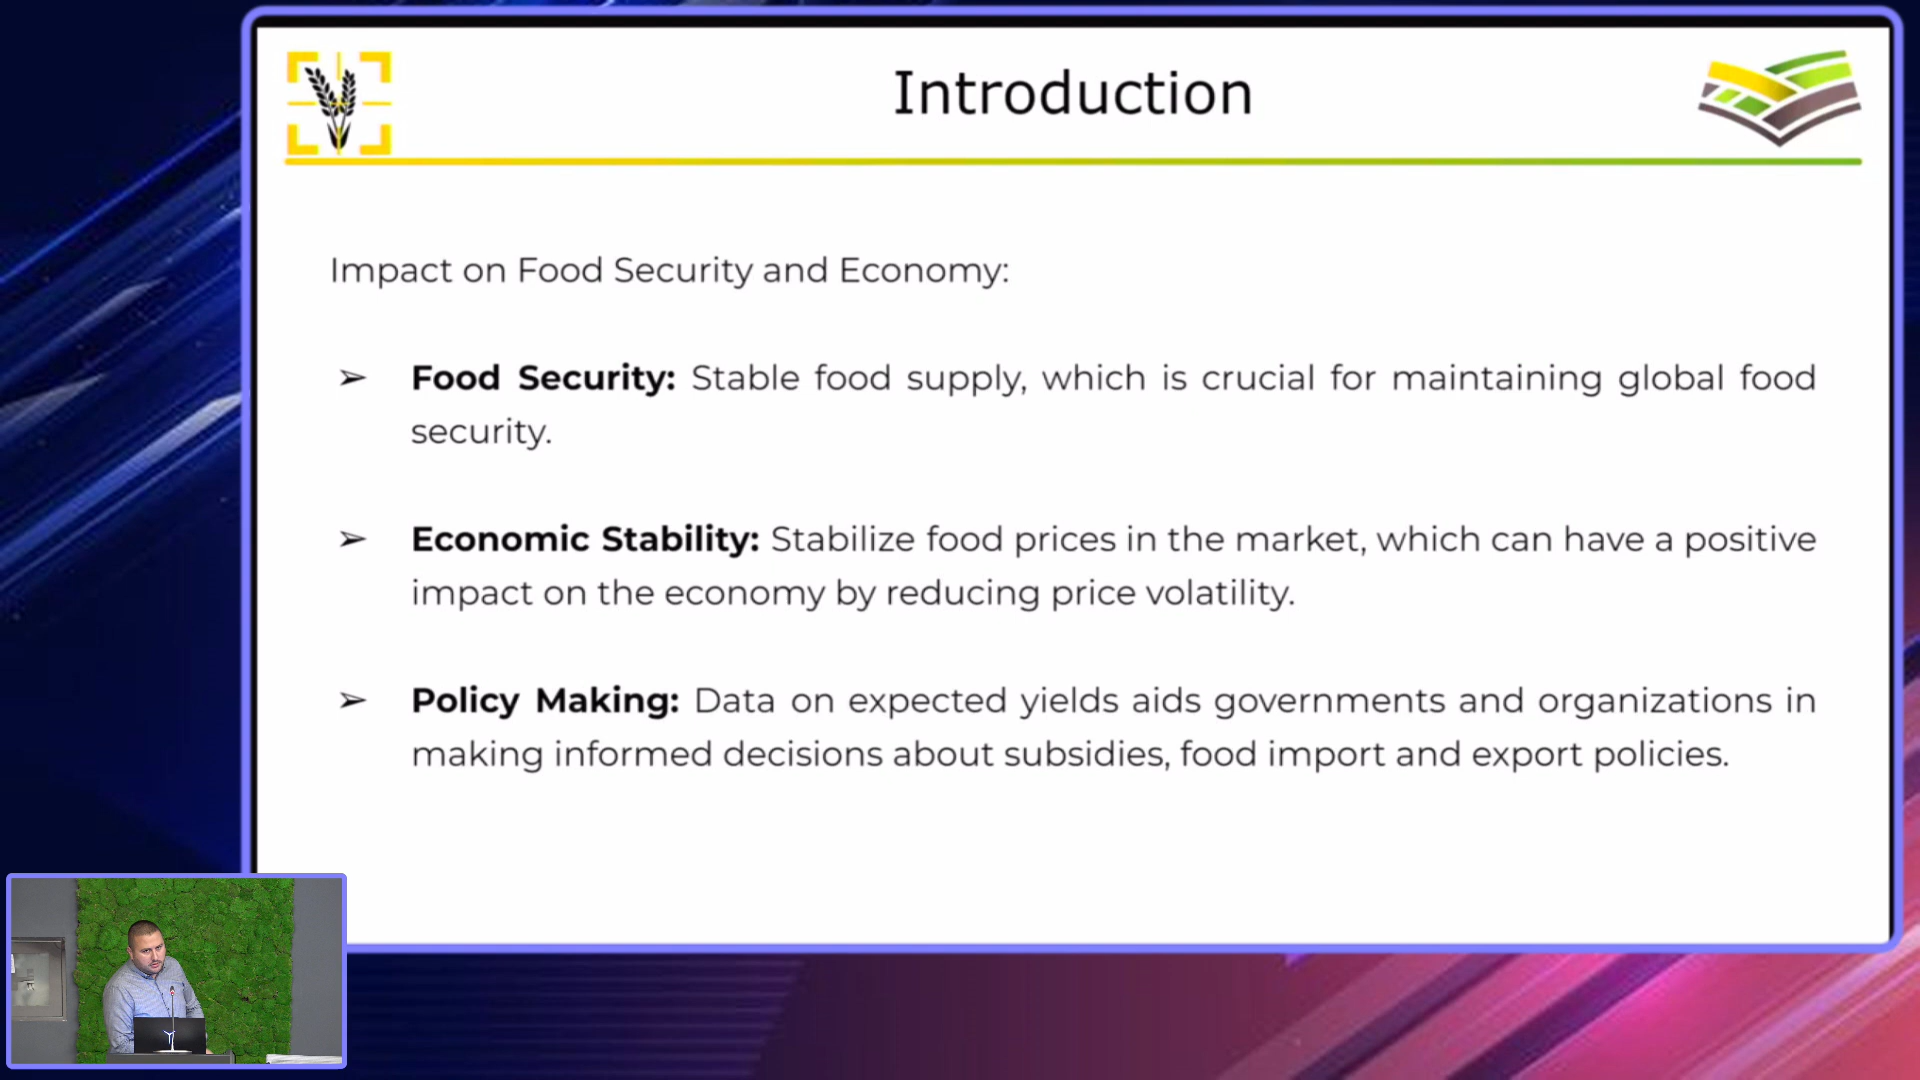 Introduction
Impact on Food Security and Economy:
➢ Food Security: Stable food supply, which is crucial for maintaining global food
security.
➢ Economic Stability: Stabilize food prices in the market, which can have a positive
impact on the economy by reducing price volatility.
➢ Policy Making: Data on expected yields aids governments and organizations in
making informed decisions about subsidies, food import and export policies.